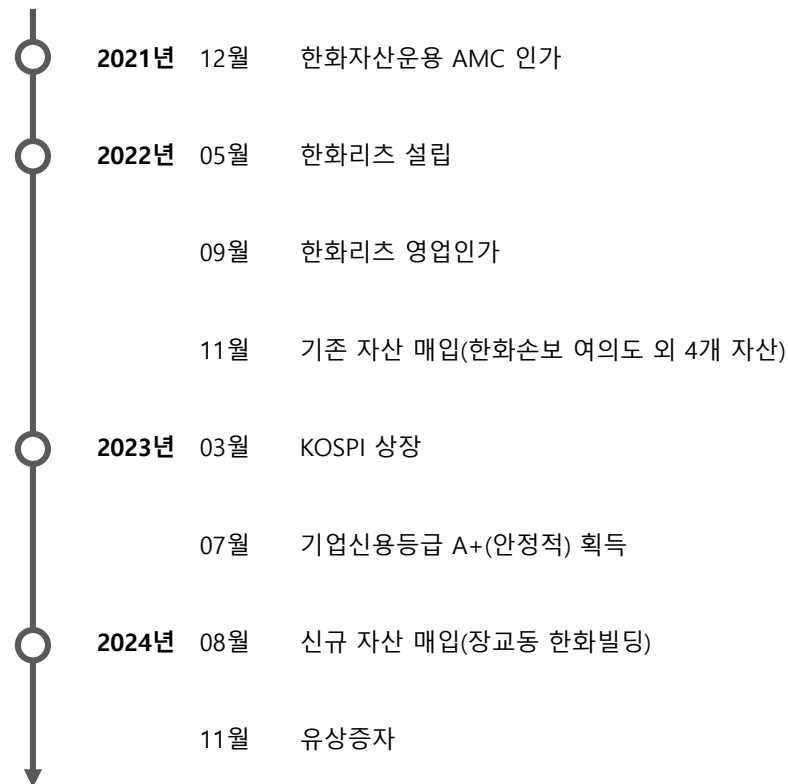 2021년 12월 한화자산운용 AMC 인가
2022년 05월 한화리츠 설립
09월 한화리츠 영업인가
11월 기존 자산 매입(한화손보 여의도 외 4개 자산)
2023년 03월 KOSPI 상장
07월 기업신용등급 A+(안정적) 획득
2024년 08월 신규 자산 매입(장교동 한화빌딩)
11월 유상증자